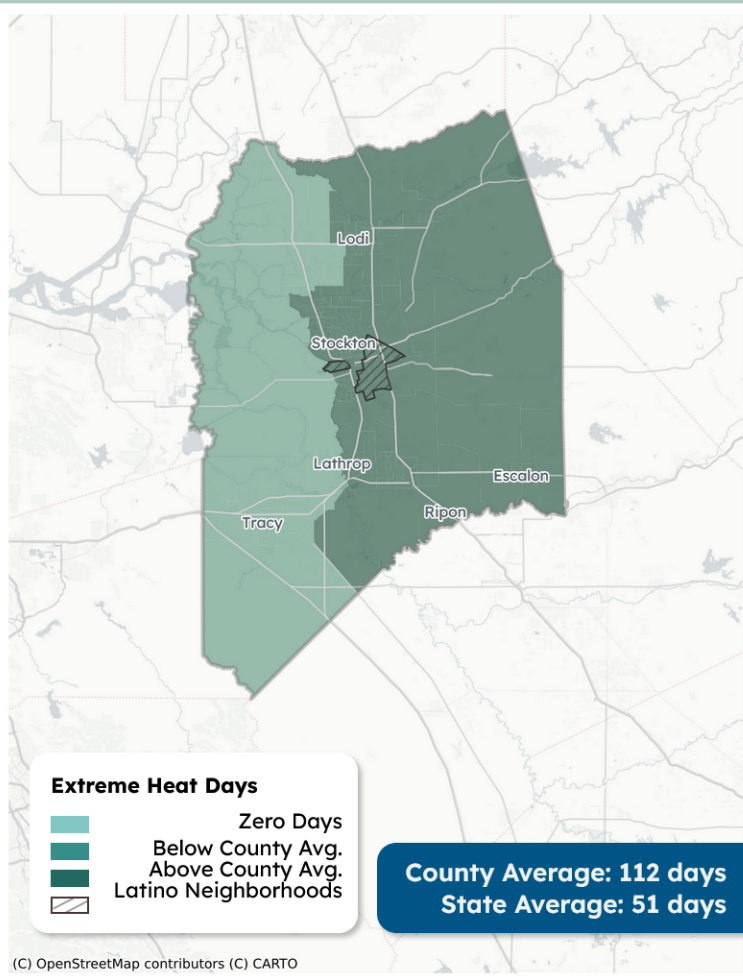 Lodi
Stockton
Lathrop
Escalon
Ripon
Tracy
Extreme Heat Days
Zero Days
Below County Avg.
Above County Avg.
Latino Neighborhoods
County Average: 112 days
State Average: 51 days
(C) OpenStreetMap contributors (C) CARTO